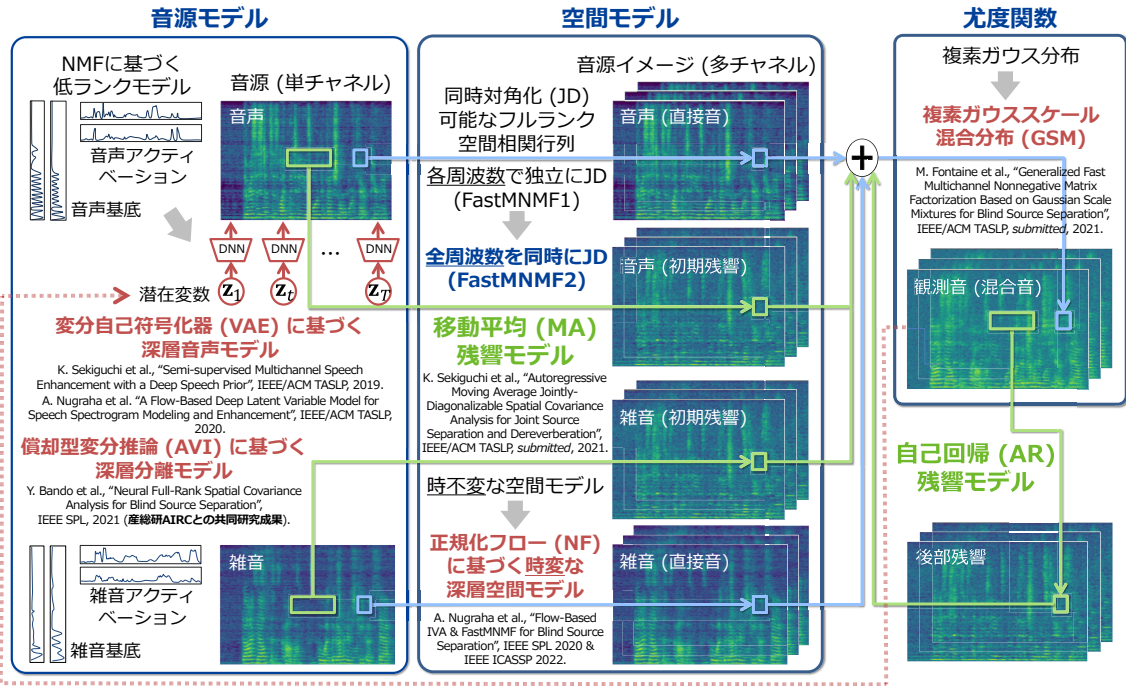 音源モデル
NMFに基づく
低ランクモデル
音声アクティ
ベーション
音声基底
音源 (単チャネル)
音声
DNN
DNN
…
DNN
潜在変数
z1
zt
zT
変分自己符号化器 (VAE) に基づく
深層音声モデル
K. Sekiguchi et al., “Semi-supervised Multichannel Speech
Enhancement with a Deep Speech Prior”, IEEE/ACM TASLP, 2019.
A. Nugraha et al. “A Flow-Based Deep Latent Variable Model for
Speech Spectrogram Modeling and Enhancement”, IEEE/ACM TASLP,
2020.
償却型変分推論 (AVI) に基づく
深層分離モデル
Y. Bando et al., “Neural Full-Rank Spatial Covariance
Analysis for Blind Source Separation”,
IEEE SPL, 2021 (産総研AIRCとの共同研究成果).
雑音アクティ
ベーション
雑音基底
雑音
空間モデル
音源イメージ (多チャネル)
同時対角化 (JD)
可能なフルランク
空間相関行列
各周波数で独立にJD
(FastMNMF1)
全周波数を同時にJD
(FastMNMF2)
音声 (直接音)
音声 (初期残響)
移動平均 (MA)
残響モデル
K. Sekiguchi et al., “Autoregressive
Moving Average Jointly-
Diagonalizable Spatial Covariance
Analysis for Joint Source
Separation and Dereverberation”,
IEEE/ACM TASLP, submitted, 2021.
雑音 (初期残響)
時不変な空間モデル
正規化フロー (NF)
に基づく時変な
深層空間モデル
A. Nugraha et al., “Flow-Based
IVA & FastMNMF for Blind Source
Separation”, IEEE SPL 2020 &
IEEE ICASSP 2022.
雑音 (直接音)
+
尤度関数
複素ガウス分布
複素ガウススケール
混合分布 (GSM)
M. Fontaine et al., “Generalized Fast
Multichannel Nonnegative Matrix
Factorization Based on Gaussian Scale
Mixtures for Blind Source Separation”,
IEEE/ACM TASLP, submitted, 2021.
観測音 (混合音)
自己回帰 (AR)
残響モデル
後部残響